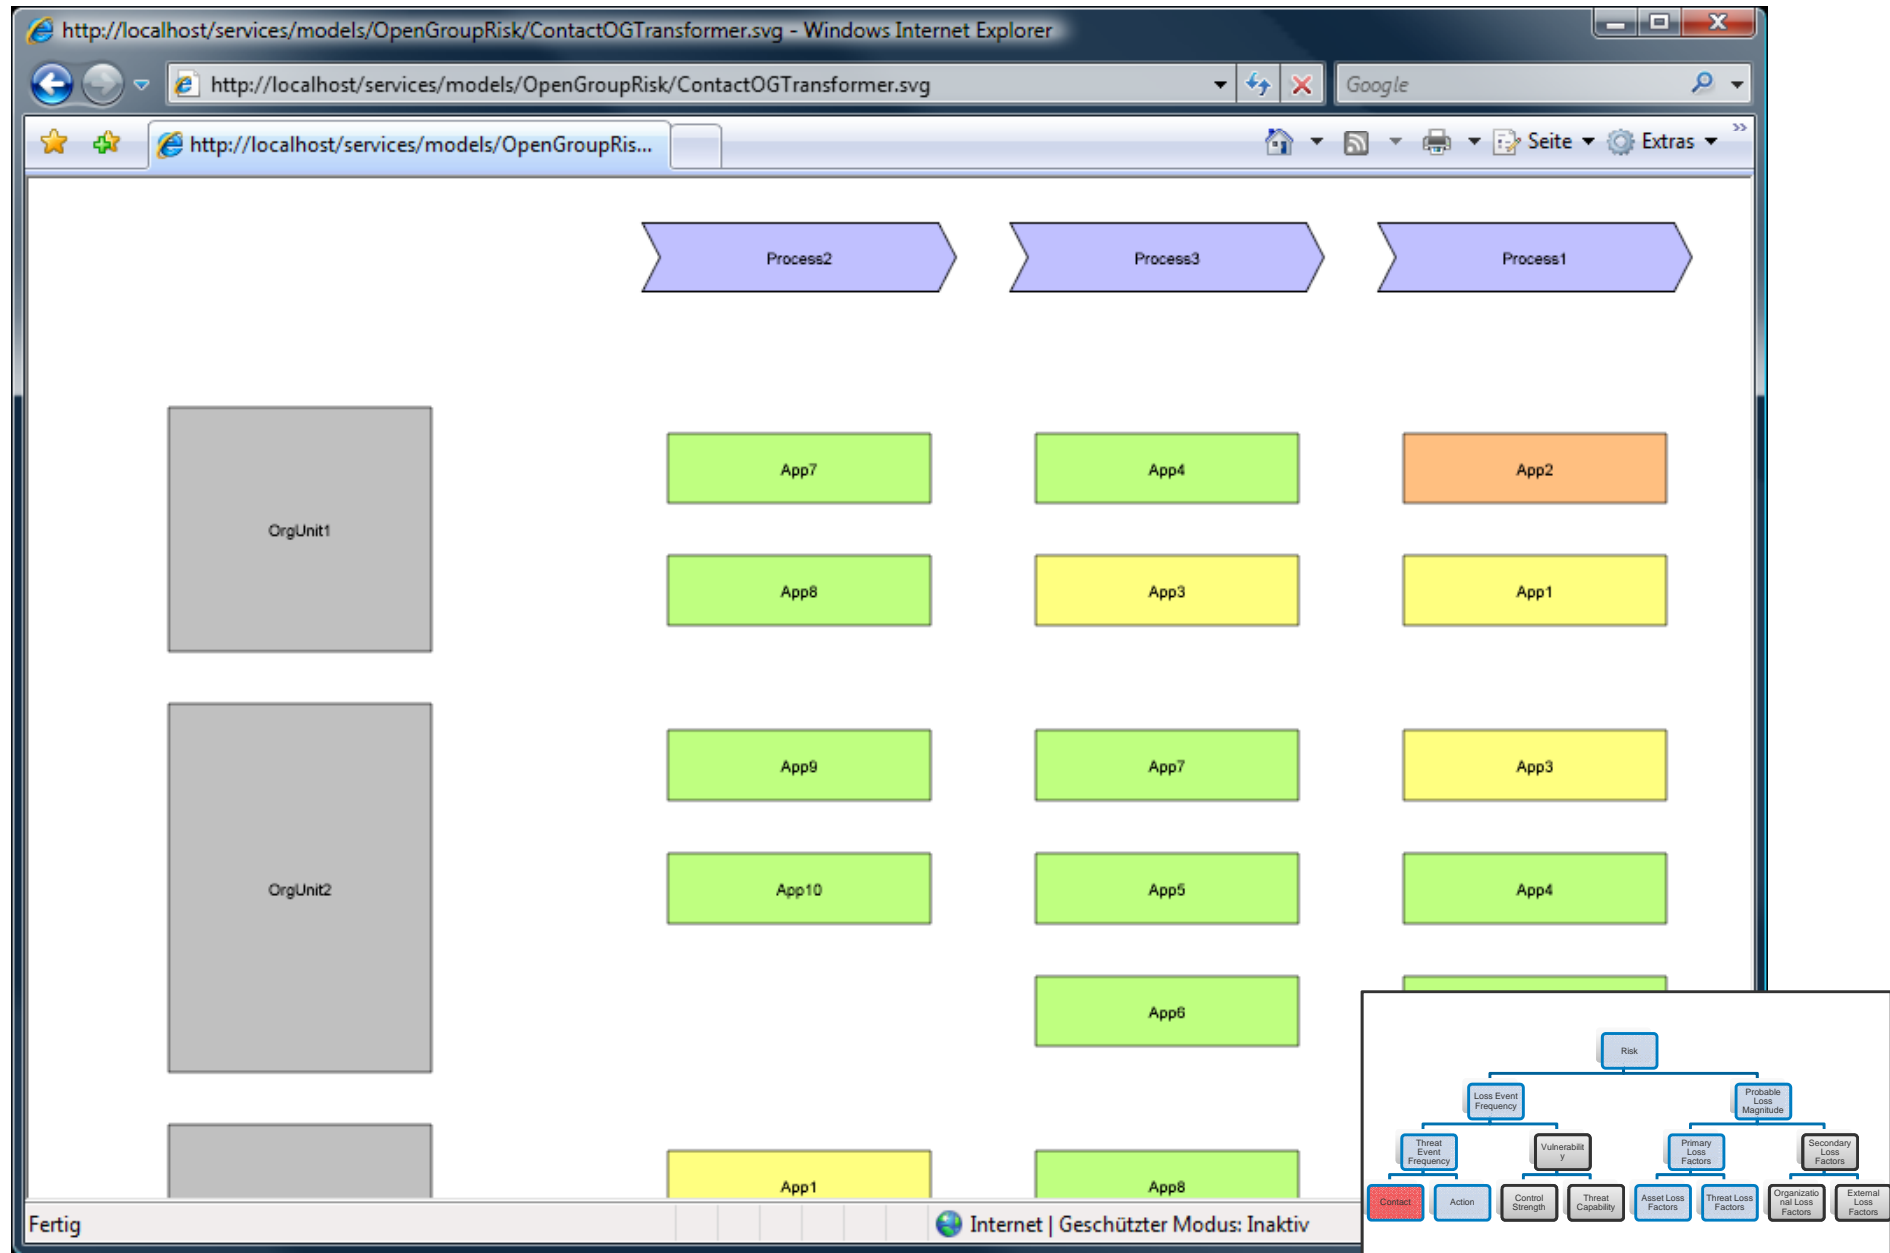 http://localhost/services/models/OpenGroupRisk/ContactOGTransformer.svg - Windows Internet Explorer
http://localhost/services/models/OpenGroupRisk/ContactOGTransformer.svg
Google
http://localhost/services/models/OpenGroupRis...
Seite
Extras
Process2
Process3
Process1
OrgUnit1
App7
App4
App2
App8
App3
App1
OrgUnit2
App9
App7
App3
App10
App5
App4
App6
App1
App8
Fertig
Internet | Geschützter Modus: Inaktiv
Risk
Loss Event
Frequency
Probable
Loss
Magnitude
Threat
Event
Frequency
Vulnerabilit
y
Primary
Loss
Factors
Secondary
Loss
Factors
Contact
Action
Control
Strength
Threat
Capability
Asset Loss
Factors
Threat Loss
Factors
Organizatio
nal Loss
Factors
External
Loss
Factors